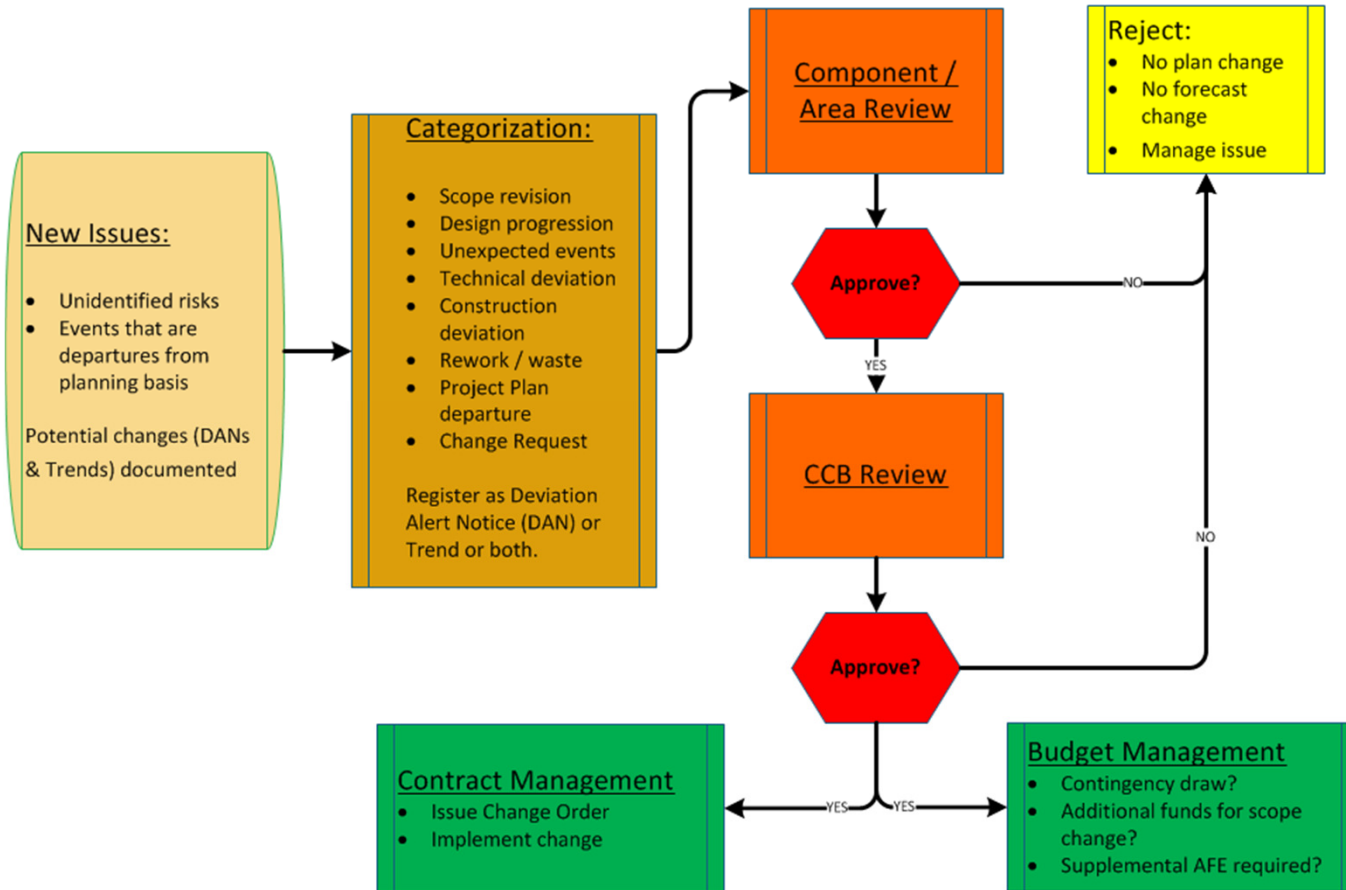 New Issues:
• Unidentified risks
• Events that are
departures from
planning basis
Potential changes (DANs
& Trends) documented
Categorization:
• Scope revision
• Design progression
• Unexpected events
• Technical deviation
• Construction
deviation
• Rework / waste
• Project Plan
departure
• Change Request
Register as Deviation
Alert Notice (DAN) or
Trend or both.
Component /
Area Review
Approve?
NO
YES
Reject:
• No plan change
• No forecast
change
• Manage issue
CCB Review
Approve?
NO
YES
YES
Contract Management
• Issue Change Order
• Implement change
Budget Management
• Contingency draw?
• Additional funds for scope
change?
• Supplemental AFE required?